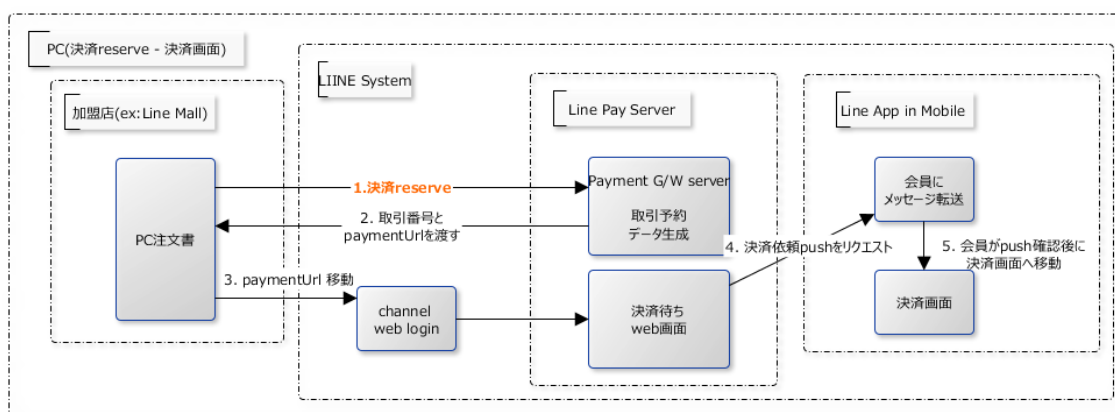 PC(決済reserve - 決済画面)
LIINE System
加盟店(ex:Line Mall)
Line Pay Server
Line App in Mobile
PC注文書
1.決済reserve
2. 取引番号と
paymentUrlを渡す
3. paymentUrl 移動
channel
web login
Payment G/W server
取引予約
データ生成
決済待ち
web画面
4. 決済依頼pushをリクエスト
会員に
メッセージ転送
5. 会員がpush確認後に
決済画面へ移動
決済画面